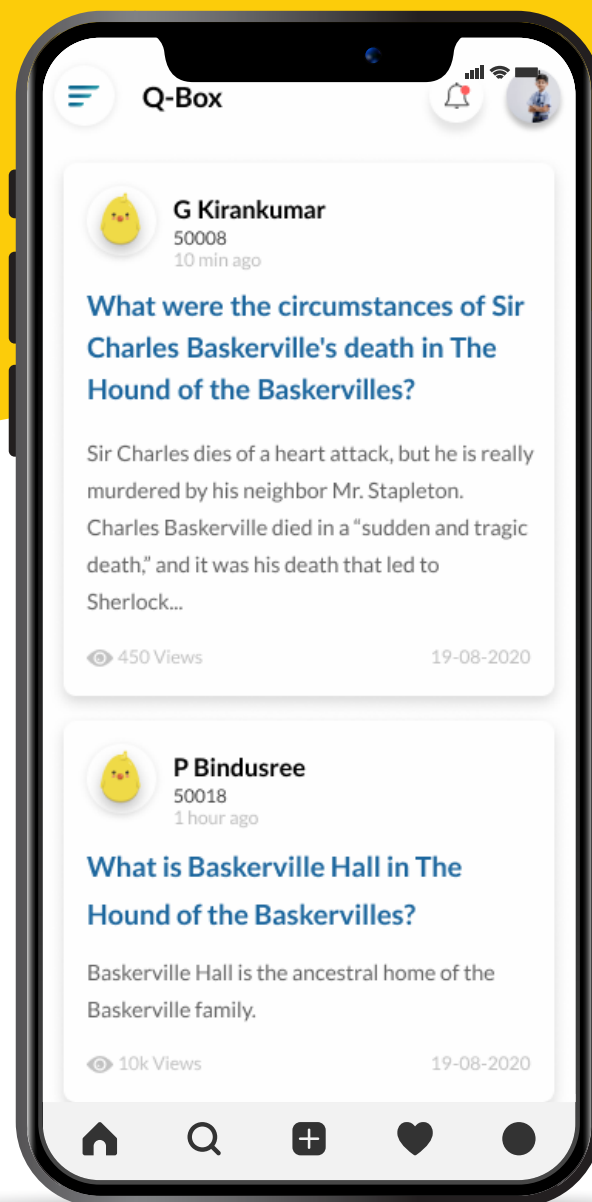 Q-Box
G Kirankumar
50008
10 min ago
What were the circumstances of Sir
Charles Baskerville's death in The
Hound of the Baskervilles?
Sir Charles dies of a heart attack, but he is really
murdered by his neighbor Mr. Stapleton.
Charles Baskerville died in a “sudden and tragic
death,” and it was his death that led to
Sherlock...
450 Views
19-08-2020
P Bindusree
50018
1 hour ago
What is Baskerville Hall in The
Hound of the Baskervilles?
Baskerville Hall is the ancestral home of the
Baskerville family.
10k Views
19-08-2020